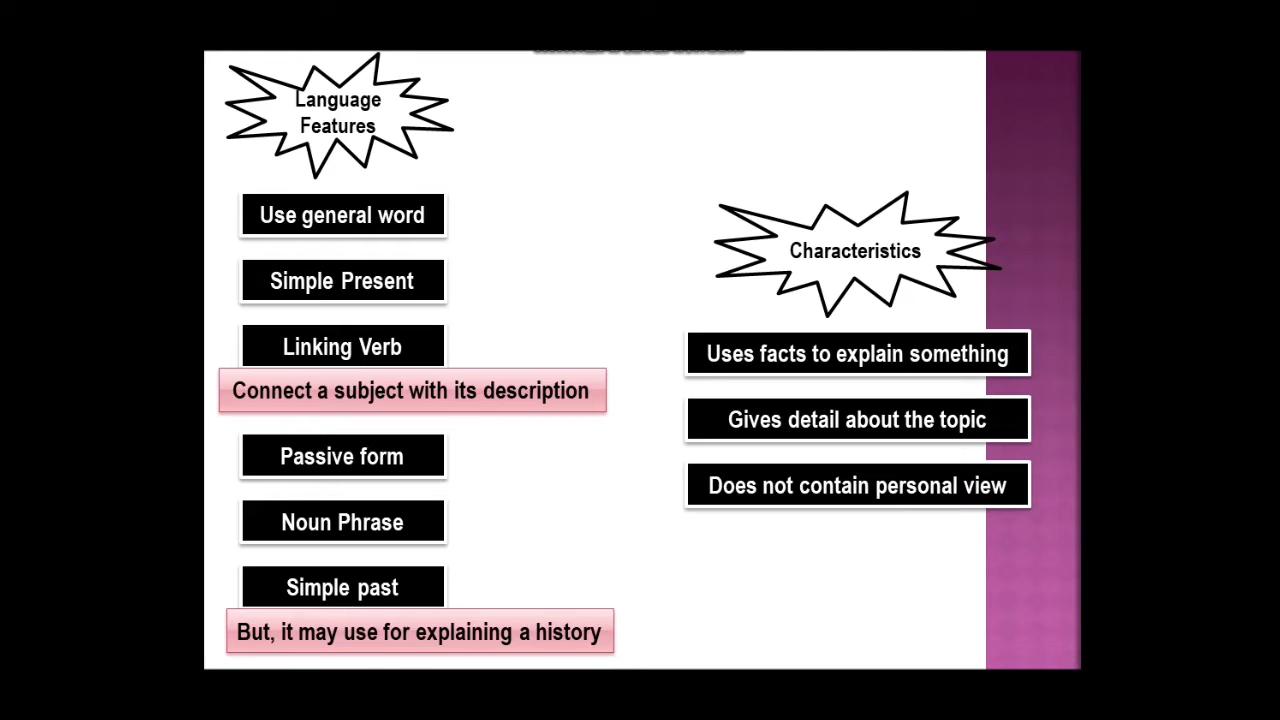 Language
Features
Use general word
Simple Present
Linking Verb
Connect a subject with its description
Passive form
Noun Phrase
Simple past
But, it may use for explaining a history
Characteristics
Uses facts to explain something
Gives detail about the topic
Does not contain personal view